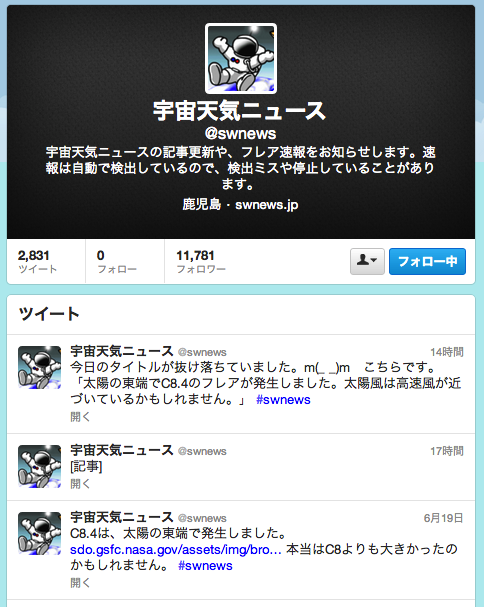 宇宙天気ニュース
@swnews
宇宙天気ニュースの記事更新や、フレア速報をお知らせします。速
報は自動で検出しているので、検出ミスや停止していることがあり
ます。
鹿児島 · swnews.jp
2,831 0 11,781
ツイート フォロー フォロワー
フォロー中
ツイート
宇宙天気ニュース @swnews 14時間
今日のタイトルが抜け落ちていました。m(_ _)m　こちらです。
「太陽の東端でC8.4のフレアが発生しました。太陽風は高速風が近
づいているかもしれません。」 #swnews
開く
宇宙天気ニュース @swnews 17時間
[記事]
開く
宇宙天気ニュース @swnews 6月19日
C8.4は、太陽の東端で発生しました。
sdo.gsfc.nasa.gov/assets/img/bro... 本当はC8よりも大きかったの
かもしれません。 #swnews
開く